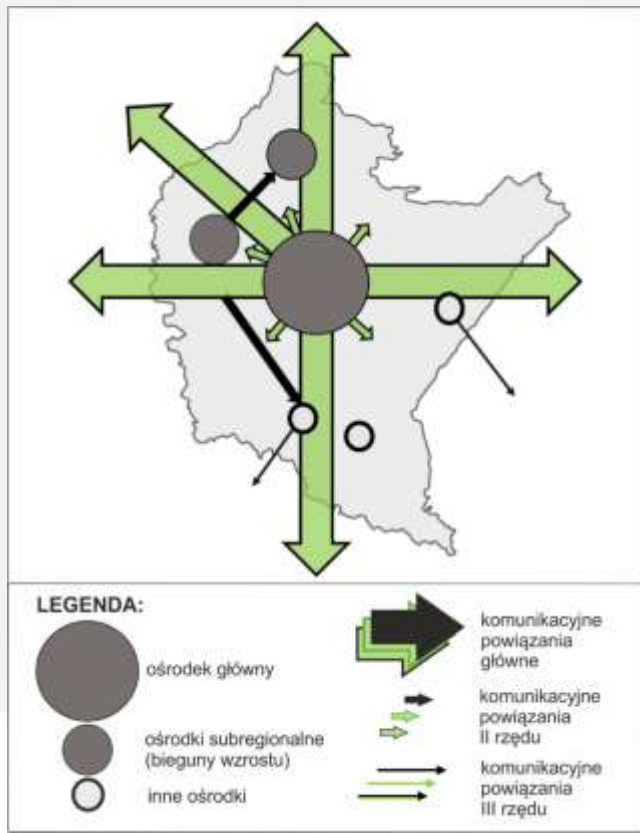 LEGENDA:
ośrodek główny
ośrodki subregionalne
(bieguny wzrostu)
inne ośrodki
komunikacyjne
powiązania
główne
komunikacyjne
powiązania
II rzędu
komunikacyjne
powiązania
III rzędu